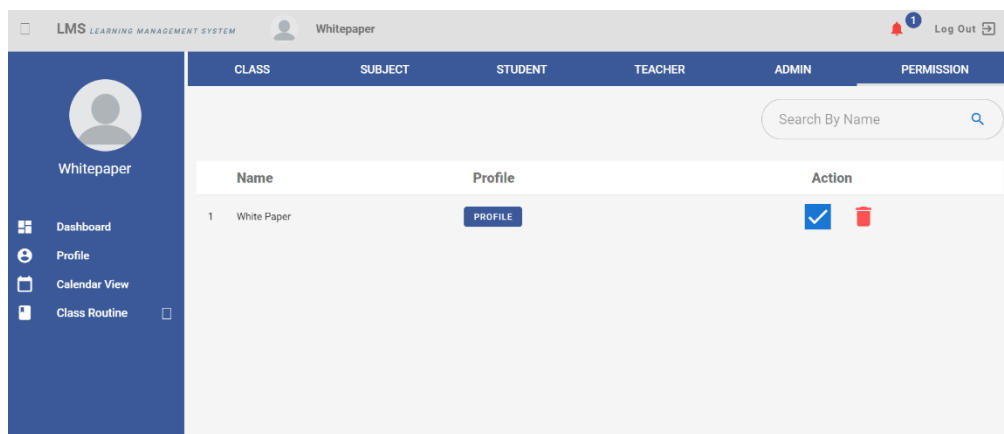 LMS LEARNING MANAGEMENT SYSTEM Whitepaper 1 Log Out
CLASS SUBJECT STUDENT TEACHER ADMIN PERMISSION
Search By Name
Whitepaper
Name Profile Action
1 White Paper PROFILE
Dashboard
Profile
Calendar View
Class Routine